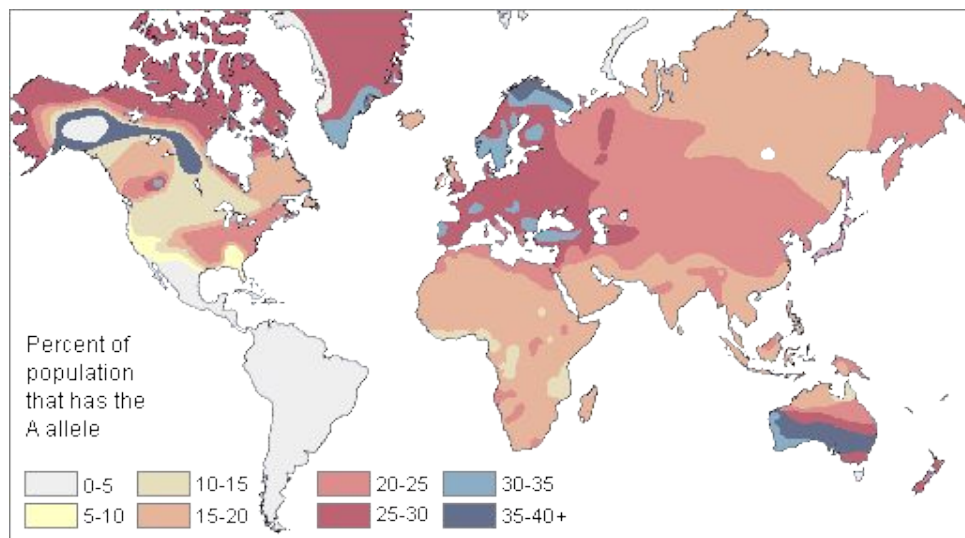 Percent of
population
that has the
A allele
0-5 10-15 20-25 30-35
5-10 15-20 25-30 35-40+